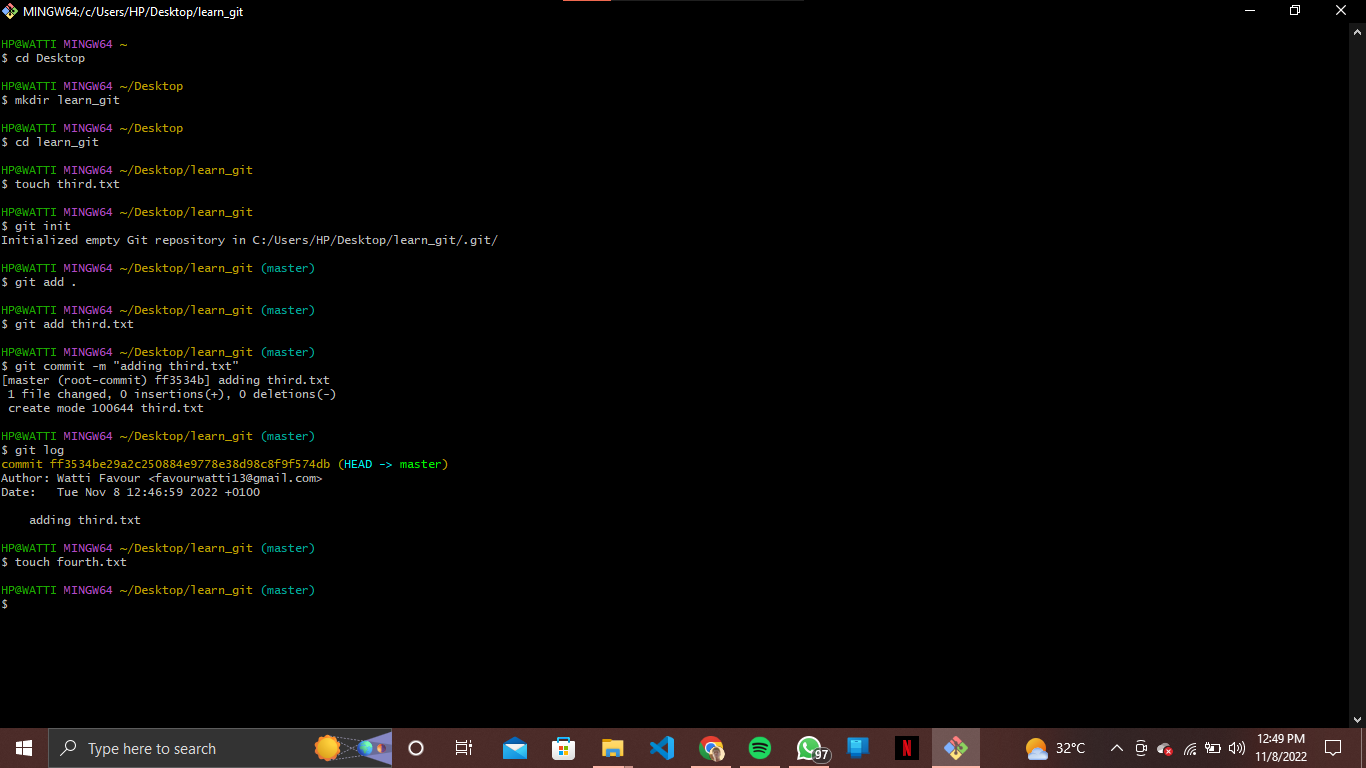 MINGW64:/c/Users/HP/Desktop/learn_git
HP@WATTI MINGW64 ~
$ cd Desktop
HP@WATTI MINGW64 ~/Desktop
$ mkdir learn_git
HP@WATTI MINGW64 ~/Desktop
$ cd learn_git
HP@WATTI MINGW64 ~/Desktop/learn_git
$ touch third.txt
HP@WATTI MINGW64 ~/Desktop/learn_git
$ git init
Initialized empty Git repository in C:/Users/HP/Desktop/learn_git/.git/
HP@WATTI MINGW64 ~/Desktop/learn_git (master)
$ git add .
HP@WATTI MINGW64 ~/Desktop/learn_git (master)
$ git add third.txt
HP@WATTI MINGW64 ~/Desktop/learn_git (master)
$ git commit -m "adding third.txt"
[master (root-commit) ff3534b] adding third.txt
 1 file changed, 0 insertions(+), 0 deletions(-)
 create mode 100644 third.txt
HP@WATTI MINGW64 ~/Desktop/learn_git (master)
$ git log
commit ff3534be29a2c250884e9778e38d98c8f9f574db (HEAD -> master)
Author: Watti Favour <favourwatti13@gmail.com>
Date:   Tue Nov 8 12:46:59 2022 +0100
    adding third.txt
HP@WATTI MINGW64 ~/Desktop/learn_git (master)
$ touch fourth.txt
HP@WATTI MINGW64 ~/Desktop/learn_git (master)
$
Type here to search
97
N
32°C
12:49 PM
11/8/2022